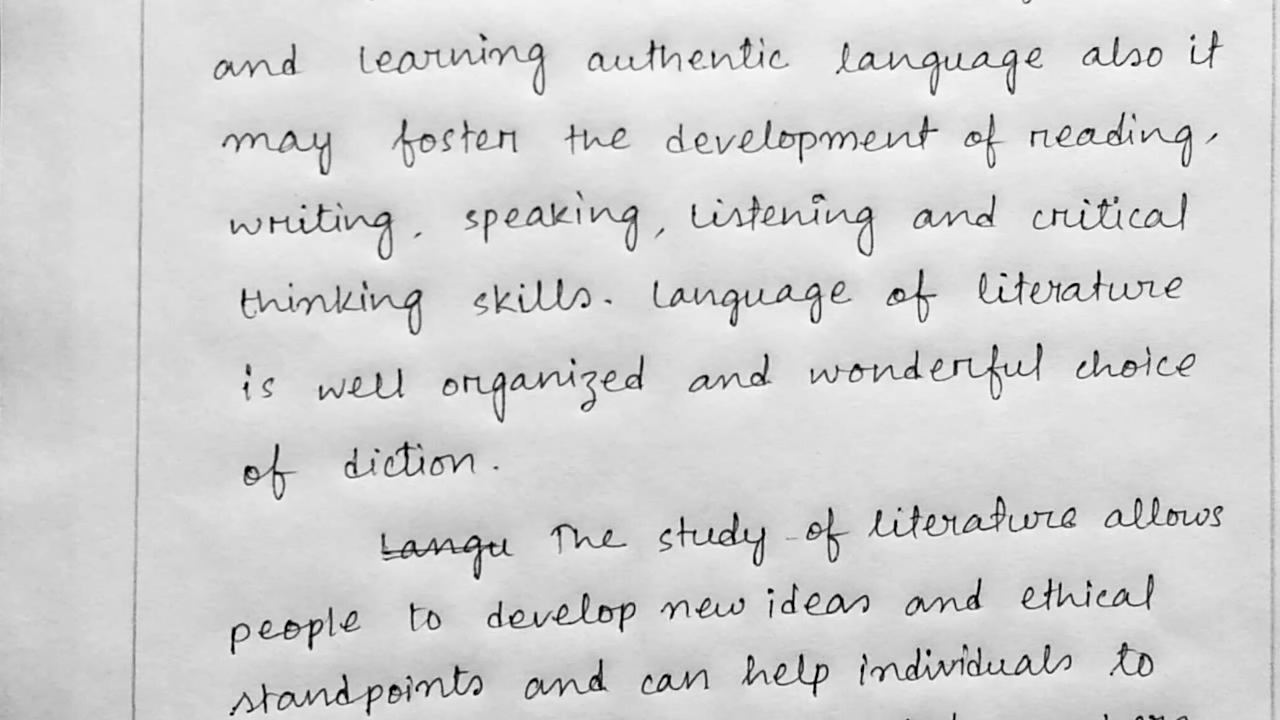 and learning authentic language also it
may foster the development of reading,
writing, speaking, listening and critical
thinking skills. Language of literature
is well organized and wonderful choice
of diction.
Langu The study of literature allows
people to develop new ideas and ethical
standpoints and can help individuals to